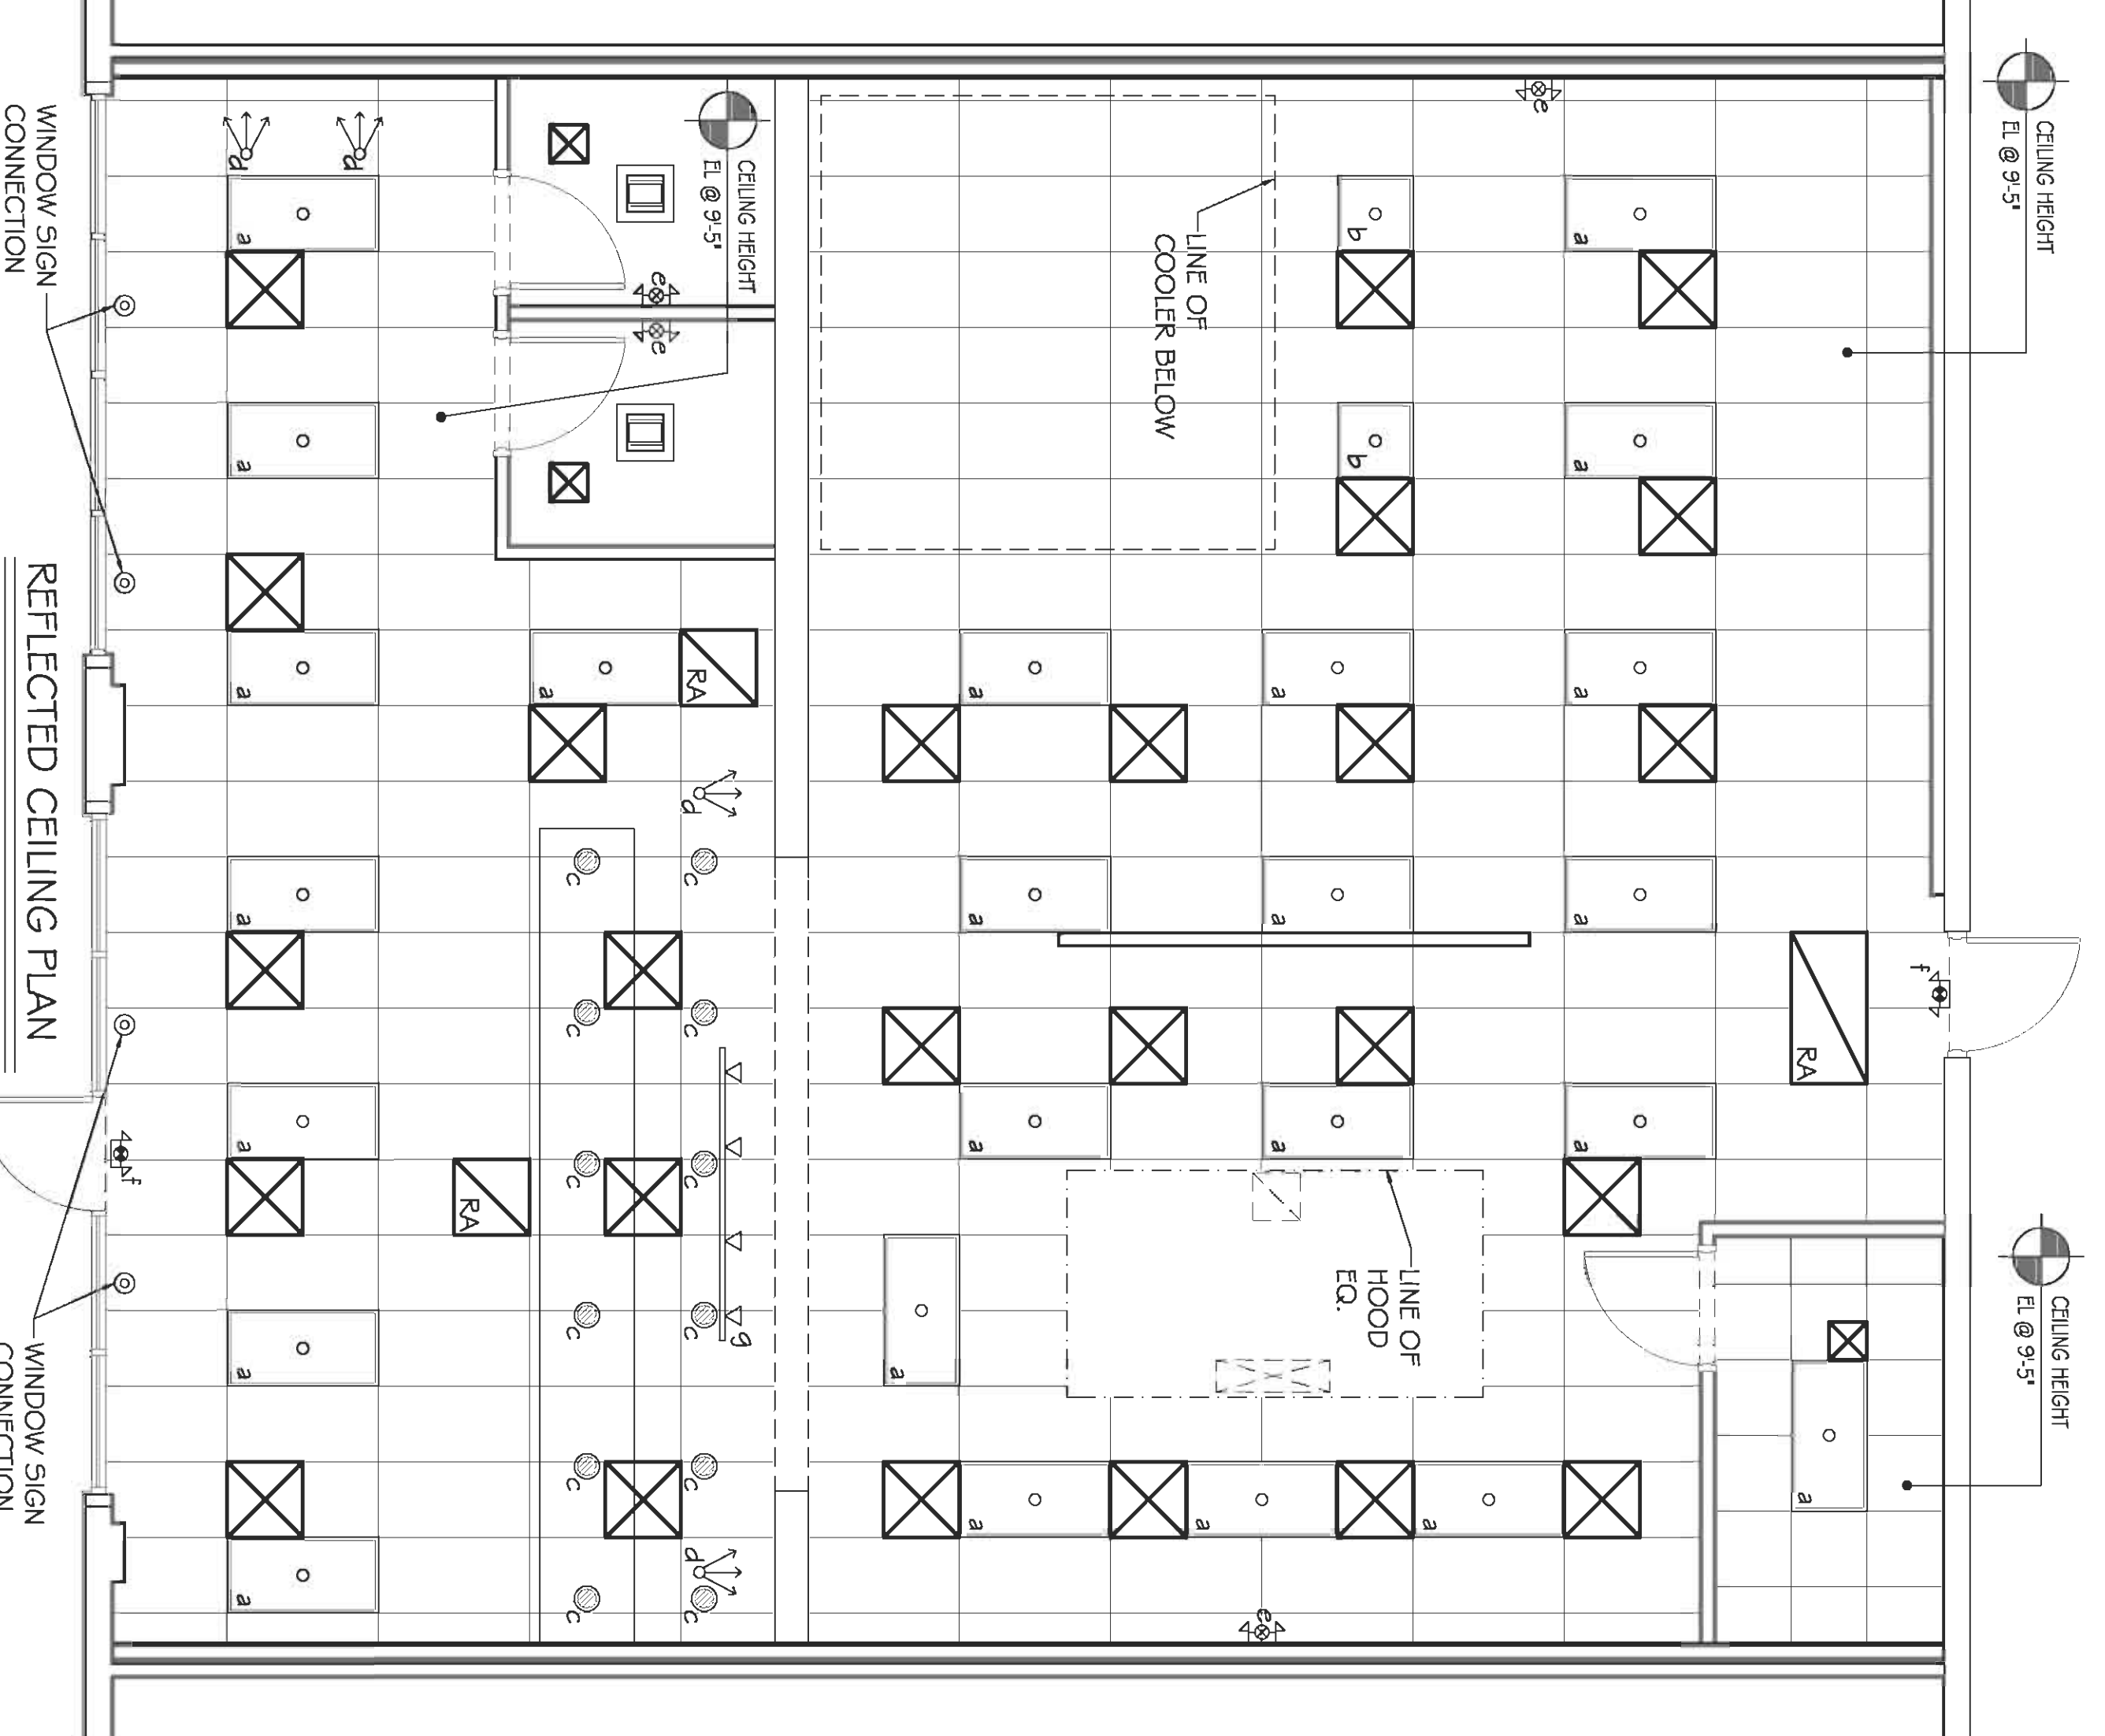 CEILING HEIGHT
EL @ 9'-5"
CEILING HEIGHT
EL @ 9'-5"
f
RA
a
a
a
a
a
a
e
a
LINE OF
HOOD
EQ.
b
b
a
a
a
e
a
LINE OF
COOLER BELOW
a
a
a
a
a
CEILING HEIGHT
EL @ 9'-5"
g
RA
d
c
c
c
c
c
d
c
e
e
c
c
c
c
c
c
a
RA
d
d
a
a
a
a
a
a
a
f
WINDOW SIGN
CONNECTION
REFLECTED CEILING PLAN
WINDOW SIGN
CONNECTION